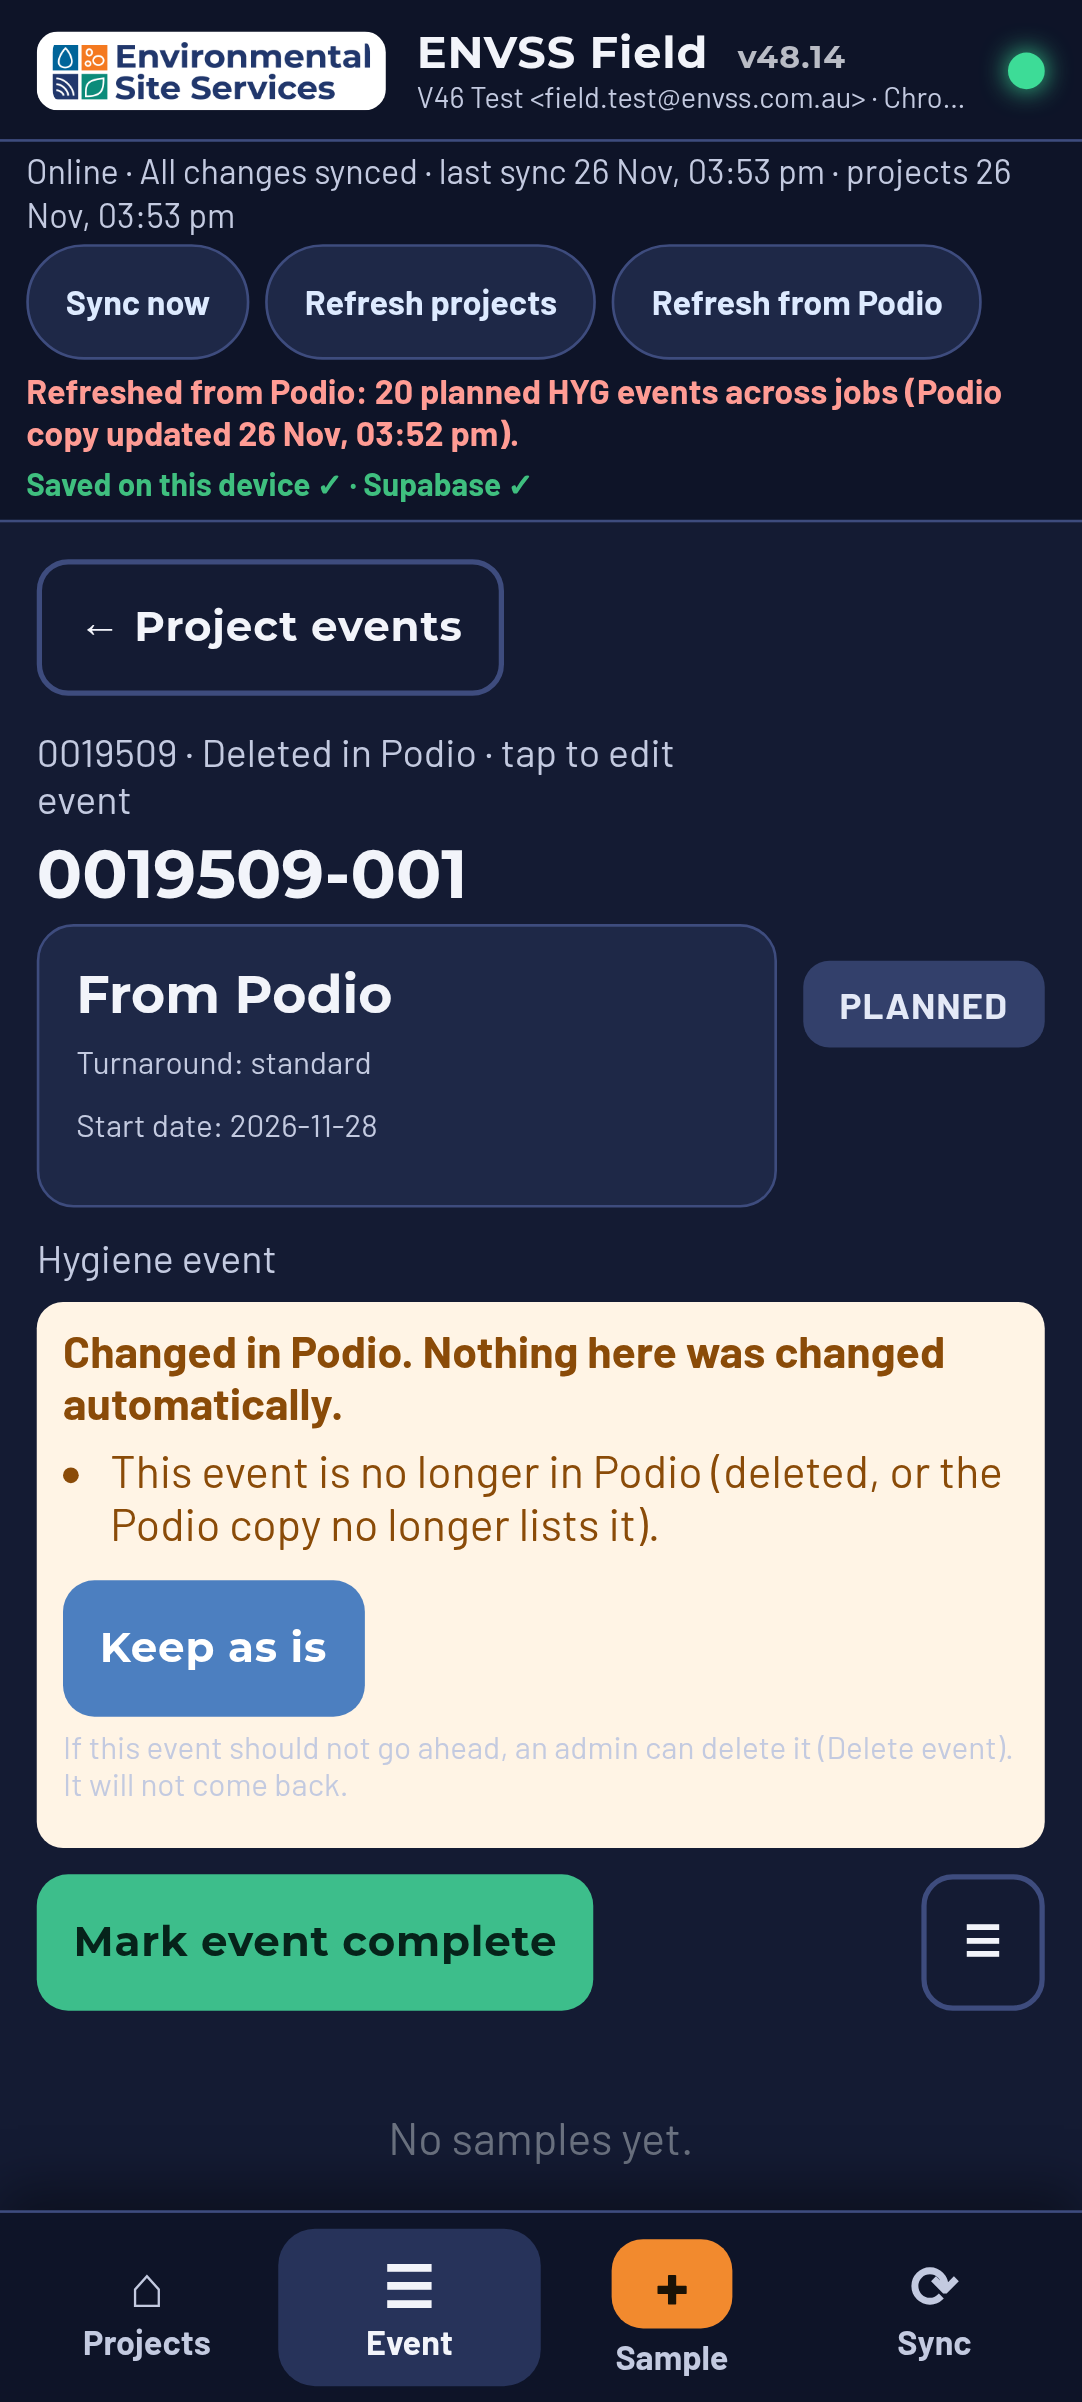 Environmental
Site Services
ENVSS Field v48.14
V46 Test <field.test@envss.com.au> · Chro...
Online · All changes synced · last sync 26 Nov, 03:53 pm · projects 26
Nov, 03:53 pm
Sync now
Refresh projects
Refresh from Podio
Refreshed from Podio: 20 planned HYG events across jobs (Podio
copy updated 26 Nov, 03:52 pm).
Saved on this device ✓ · Supabase ✓
← Project events
0019509 · Deleted in Podio · tap to edit
event
0019509-001
From Podio
PLANNED
Turnaround: standard
Start date: 2026-11-28
Hygiene event
Changed in Podio. Nothing here was changed
automatically.
• This event is no longer in Podio (deleted, or the
Podio copy no longer lists it).
Keep as is
If this event should not go ahead, an admin can delete it (Delete event).
It will not come back.
Mark event complete
☰
No samples yet.
Projects
Event
+
Sample
Sync